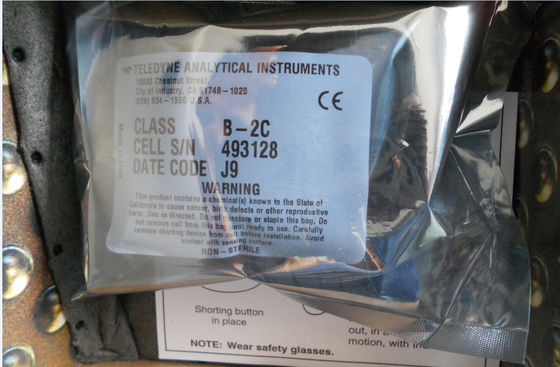 TELEDYNE ANALYTICAL INSTRUMENTS
16830 Chestnut Street,
City of Industry, CA 91748-1020
(626) 934-1500 U.S.A.
CE
CLASS B-2C
CELL S/N 493128
DATE CODE J9
WARNING
This product contains a chemical(s) known to the State of
California to cause cancer, birth defects or other reproductive
harm. Use as directed. Do not puncture or staple this bag. Do
not remove cell from this bag until ready to use. Carefully
remove shorting device from cell before installation. Avoid
contact with sensing surface.
NON-STERILE
Shorting button
in place
out, in a
motion, with the
NOTE: Wear safety glasses.